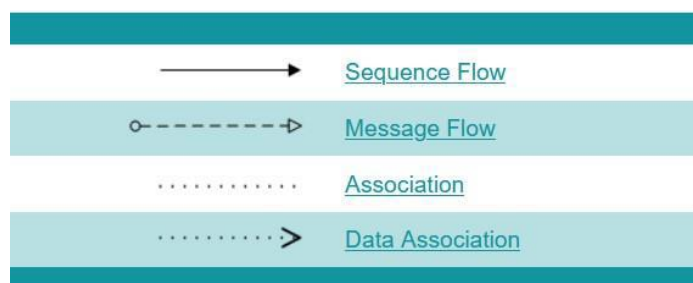 Sequence Flow
Message Flow
Association
Data Association